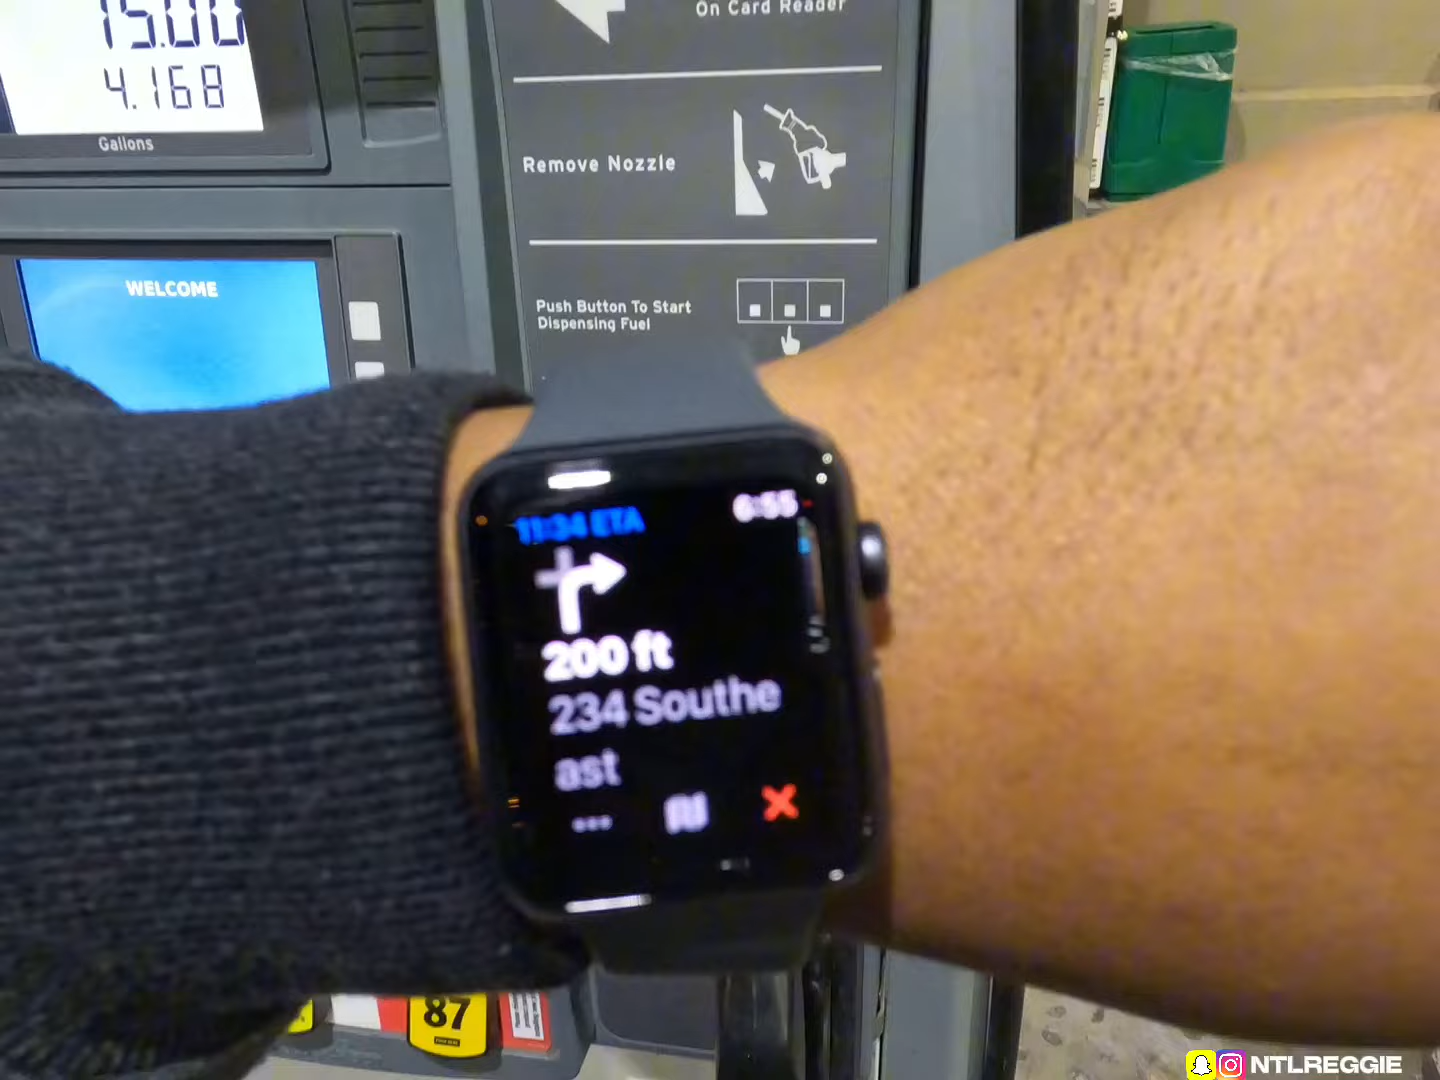 15.00
4.168
Gallons
On Card Reader
Remove Nozzle
WELCOME
Push Button To Start
Dispensing Fuel
11:34 ETA
6:55
200 ft
234 Southe
ast
87
NTLREGGIE